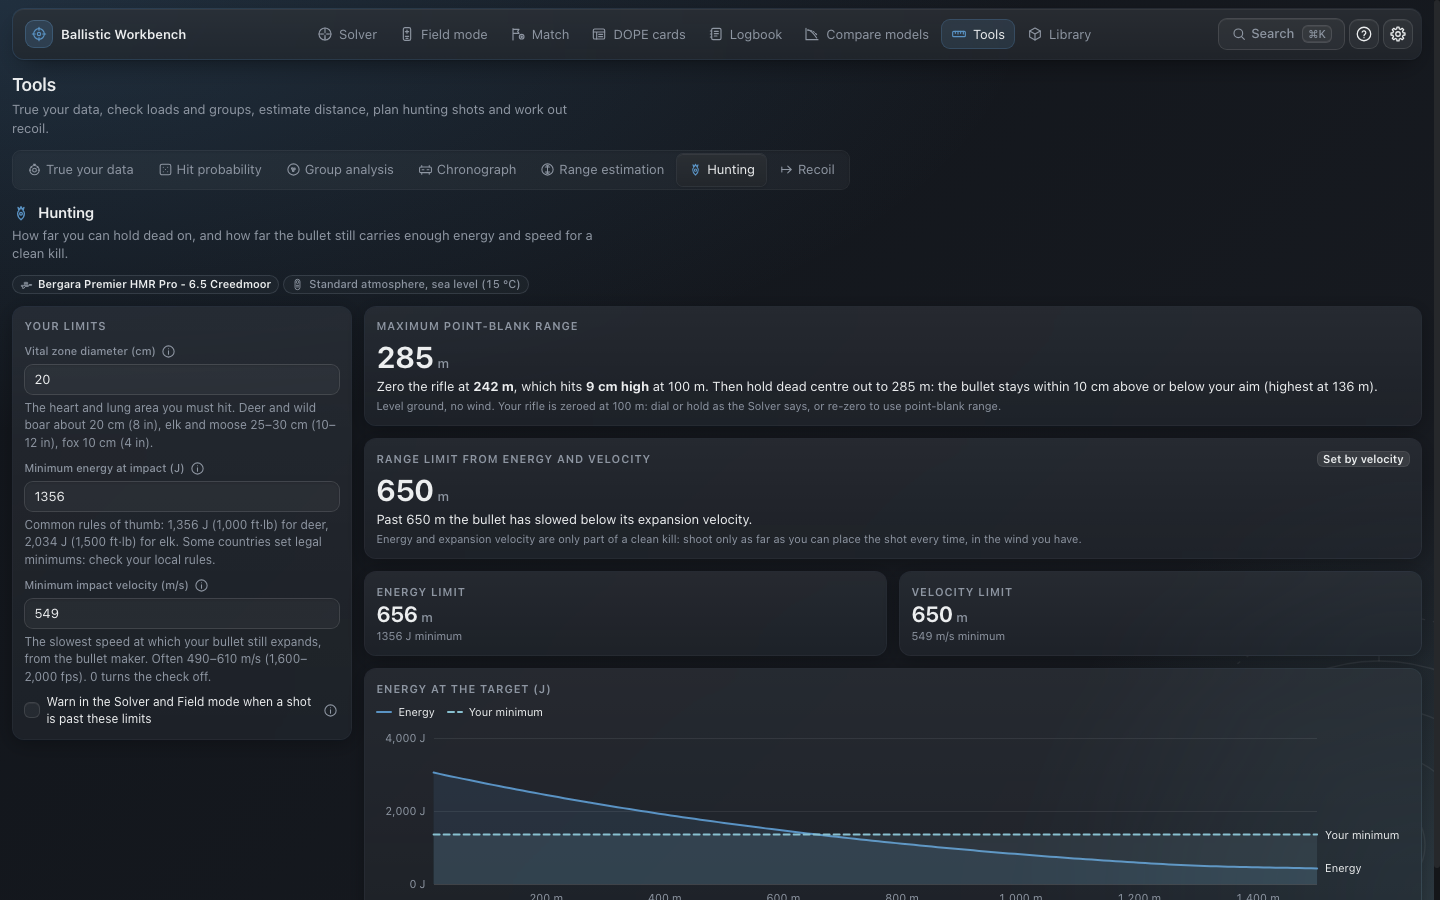 Ballistic Workbench
Solver
Field mode
Match
DOPE cards
Logbook
Compare models
Tools
Library
Search ⌘K
Tools
True your data, check loads and groups, estimate distance, plan hunting shots and work out
recoil.
True your data
Hit probability
Group analysis
Chronograph
Range estimation
Hunting
Recoil
Hunting
How far you can hold dead on, and how far the bullet still carries enough energy and speed for a
clean kill.
Bergara Premier HMR Pro - 6.5 Creedmoor
Standard atmosphere, sea level (15 °C)
YOUR LIMITS
Vital zone diameter (cm)
20
The heart and lung area you must hit. Deer and wild
boar about 20 cm (8 in), elk and moose 25–30 cm (10–
12 in), fox 10 cm (4 in).
Minimum energy at impact (J)
1356
Common rules of thumb: 1,356 J (1,000 ft·lb) for deer,
2,034 J (1,500 ft·lb) for elk. Some countries set legal
minimums: check your local rules.
Minimum impact velocity (m/s)
549
The slowest speed at which your bullet still expands,
from the bullet maker. Often 490–610 m/s (1,600–
2,000 fps). 0 turns the check off.
Warn in the Solver and Field mode when a shot
is past these limits
MAXIMUM POINT-BLANK RANGE
285 m
Zero the rifle at 242 m, which hits 9 cm high at 100 m. Then hold dead centre out to 285 m: the bullet stays within 10 cm above or below your aim (highest at 136 m).
Level ground, no wind. Your rifle is zeroed at 100 m: dial or hold as the Solver says, or re-zero to use point-blank range.
RANGE LIMIT FROM ENERGY AND VELOCITY
Set by velocity
650 m
Past 650 m the bullet has slowed below its expansion velocity.
Energy and expansion velocity are only part of a clean kill: shoot only as far as you can place the shot every time, in the wind you have.
ENERGY LIMIT
656 m
1356 J minimum
VELOCITY LIMIT
650 m
549 m/s minimum
ENERGY AT THE TARGET (J)
Energy
Your minimum
4,000 J
2,000 J
Your minimum
Energy
0 J
200 m
400 m
600 m
800 m
1,000 m
1,200 m
1,400 m